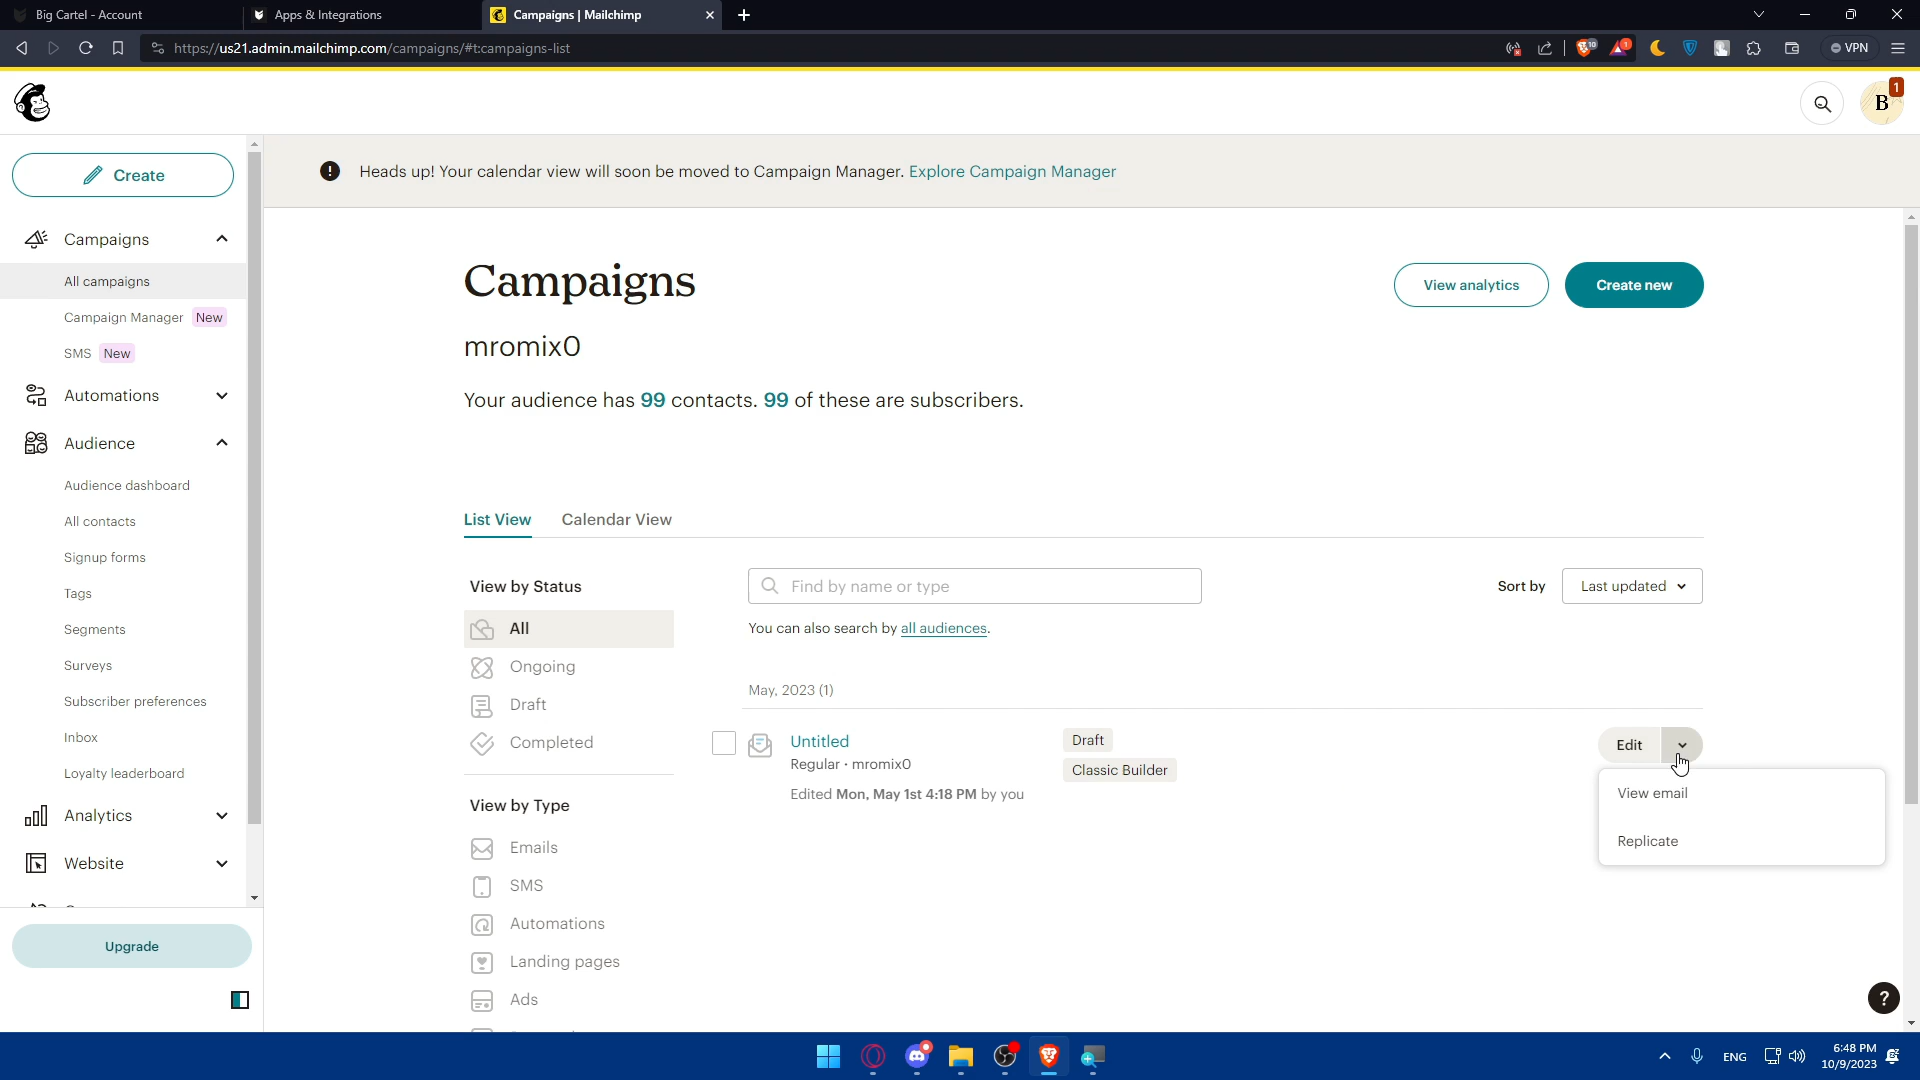 Big Cartel - Account
Apps & Integrations
Campaigns | Mailchimp
https://us21.admin.mailchimp.com/campaigns/#t:campaigns-list
10
1
VPN
B
1
Create
Heads up! Your calendar view will soon be moved to Campaign Manager. Explore Campaign Manager
Campaigns
All campaigns
Campaign Manager New
SMS New
Automations
Audience
Audience dashboard
All contacts
Signup forms
Tags
Segments
Surveys
Subscriber preferences
Inbox
Loyalty leaderboard
Analytics
Website
Upgrade
Campaigns
View analytics
Create new
mromix0
Your audience has 99 contacts. 99 of these are subscribers.
List View
Calendar View
View by Status
All
Ongoing
Draft
Completed
View by Type
Emails
SMS
Automations
Landing pages
Ads
Find by name or type
Sort by
Last updated
You can also search by all audiences.
May, 2023 (1)
Untitled
Regular · mromix0
Edited Mon, May 1st 4:18 PM by you
Draft
Classic Builder
Edit
View email
Replicate
?
ENG
6:48 PM
10/9/2023